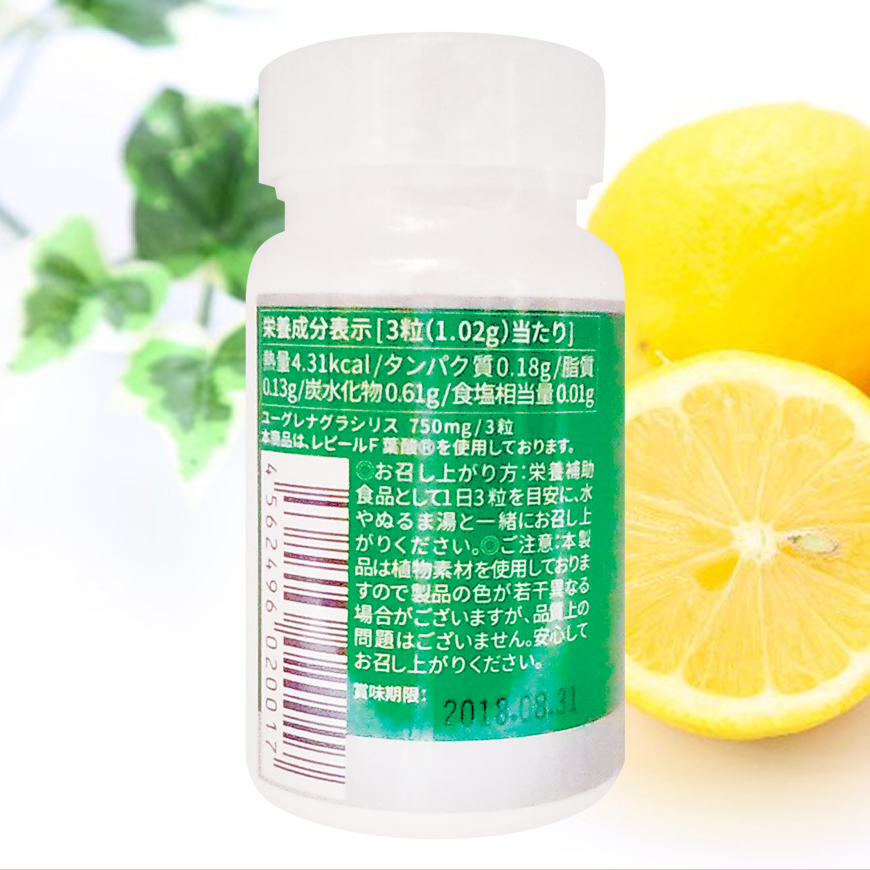 栄養成分表示[3粒(1.02g)当たり]
熱量4.31kcal/タンパク質0.18g/脂質
0.13g/炭水化物0.61g/食塩相当量0.01g
ユーグレナグラシリス 750mg/3粒
本商品は、レピールF葉酸®を使用しております。
◎お召し上がり方:栄養補助
食品として1日3粒を目安に、水
やぬるま湯と一緒にお召し上
がりください。◎ご注意:本製
品は植物素材を使用しておりま
すので製品の色が若干異なる
場合がございますが、品質上の
問題はございません。安心して
お召し上がりください。
賞味期限:
2018.08.31
4562496020017